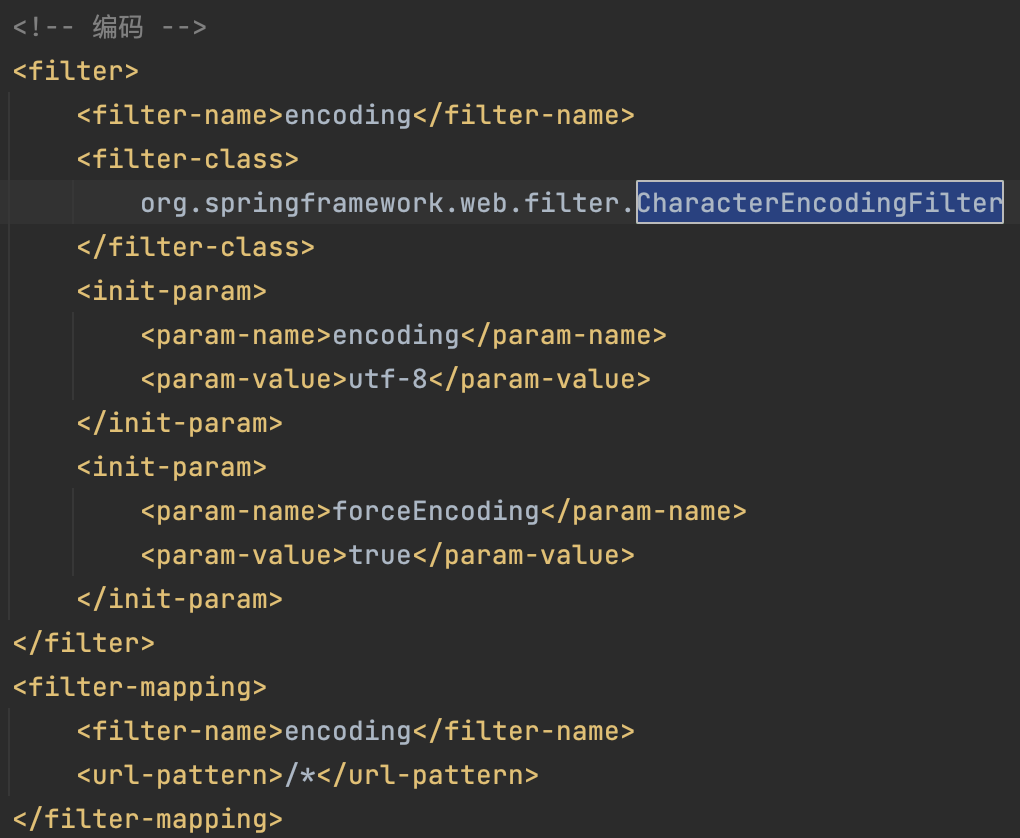 <!-- 编码 -->
<filter>
    <filter-name>encoding</filter-name>
    <filter-class>
        org.springframework.web.filter.CharacterEncodingFilter
    </filter-class>
    <init-param>
        <param-name>encoding</param-name>
        <param-value>utf-8</param-value>
    </init-param>
    <init-param>
        <param-name>forceEncoding</param-name>
        <param-value>true</param-value>
    </init-param>
</filter>
<filter-mapping>
    <filter-name>encoding</filter-name>
    <url-pattern>/*</url-pattern>
</filter-mapping>